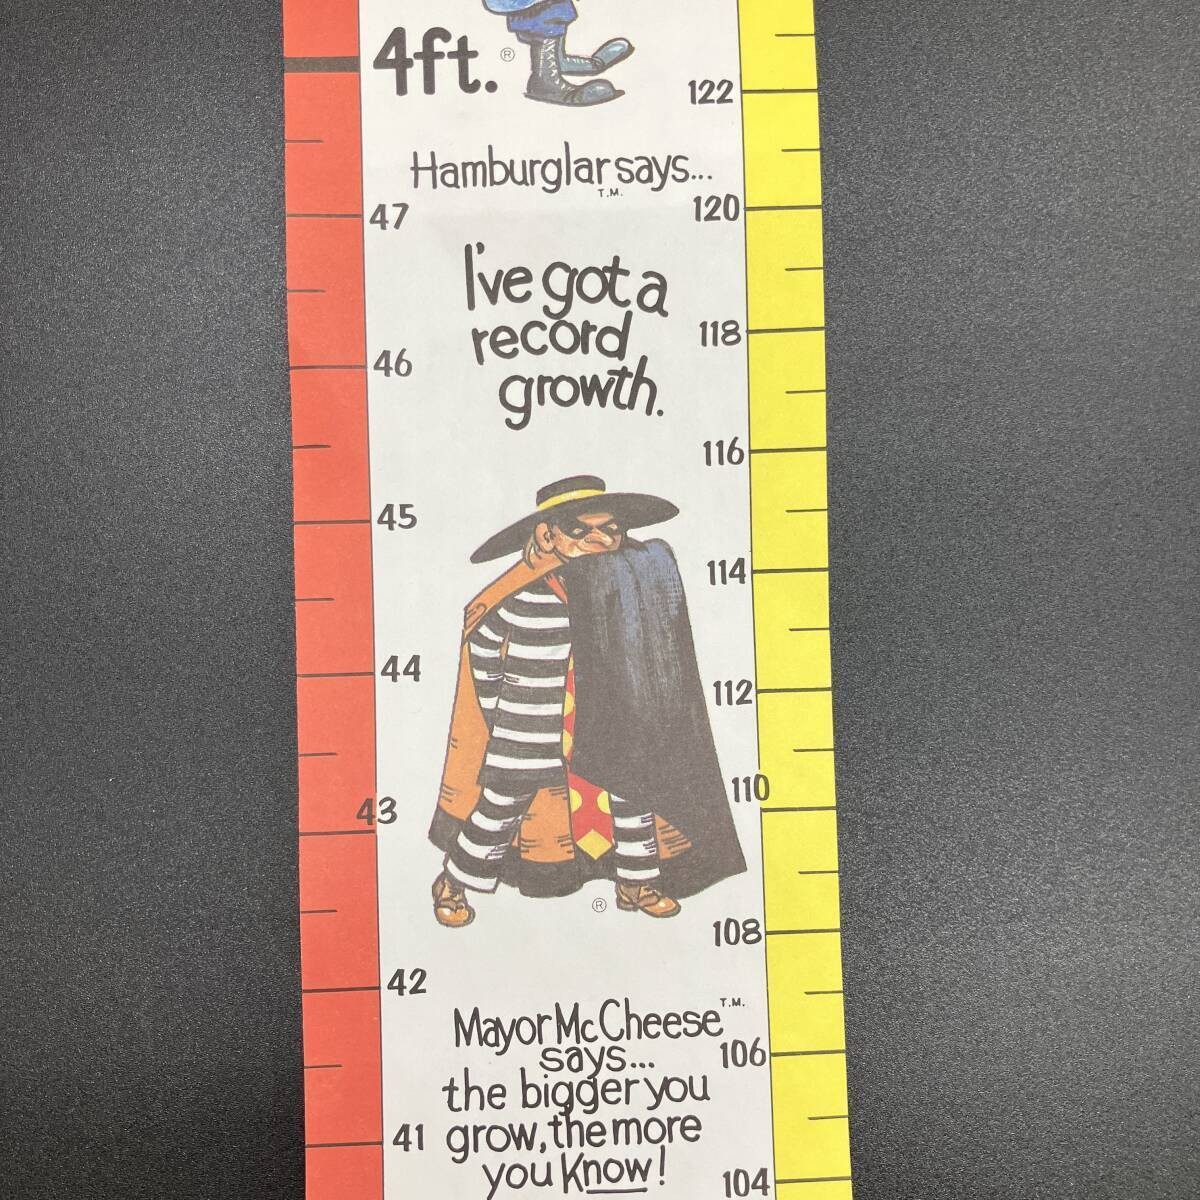 4ft. ®
122
Hamburglar says...
T.M.
47
120
I've got a
record
growth.
118
46
116
45
114
44
112
110
43
®
108
42
Mayor McCheese T.M.
says...
106
the bigger you
41
grow, the more
you know!
104